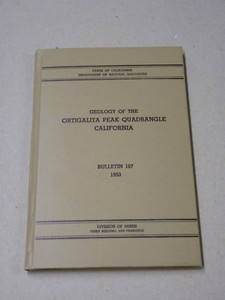 STATE OF CALIFORNIA
DEPARTMENT OF NATURAL RESOURCES
GEOLOGY OF THE
ORTIGALITA PEAK QUADRANGLE
CALIFORNIA
BULLETIN 167
1953
DIVISION OF MINES
FERRY BUILDING, SAN FRANCISCO